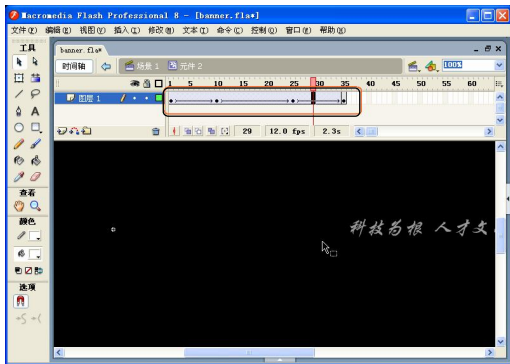 Macromedia Flash Professional 8 - [banner.fla*]
文件(F) 编辑(E) 视图(V) 插入(I) 修改(M) 文本(T) 命令(C) 控制(O) 窗口(W) 帮助(H)
工具
banner.fla*
时间轴 场景 1 元件 2 100%
1 5 10 15 20 25 30 35 40 45 50 55 60
图层 1
29 12.0 fps 2.3s
查看
颜色
选项
科技为根 人才文